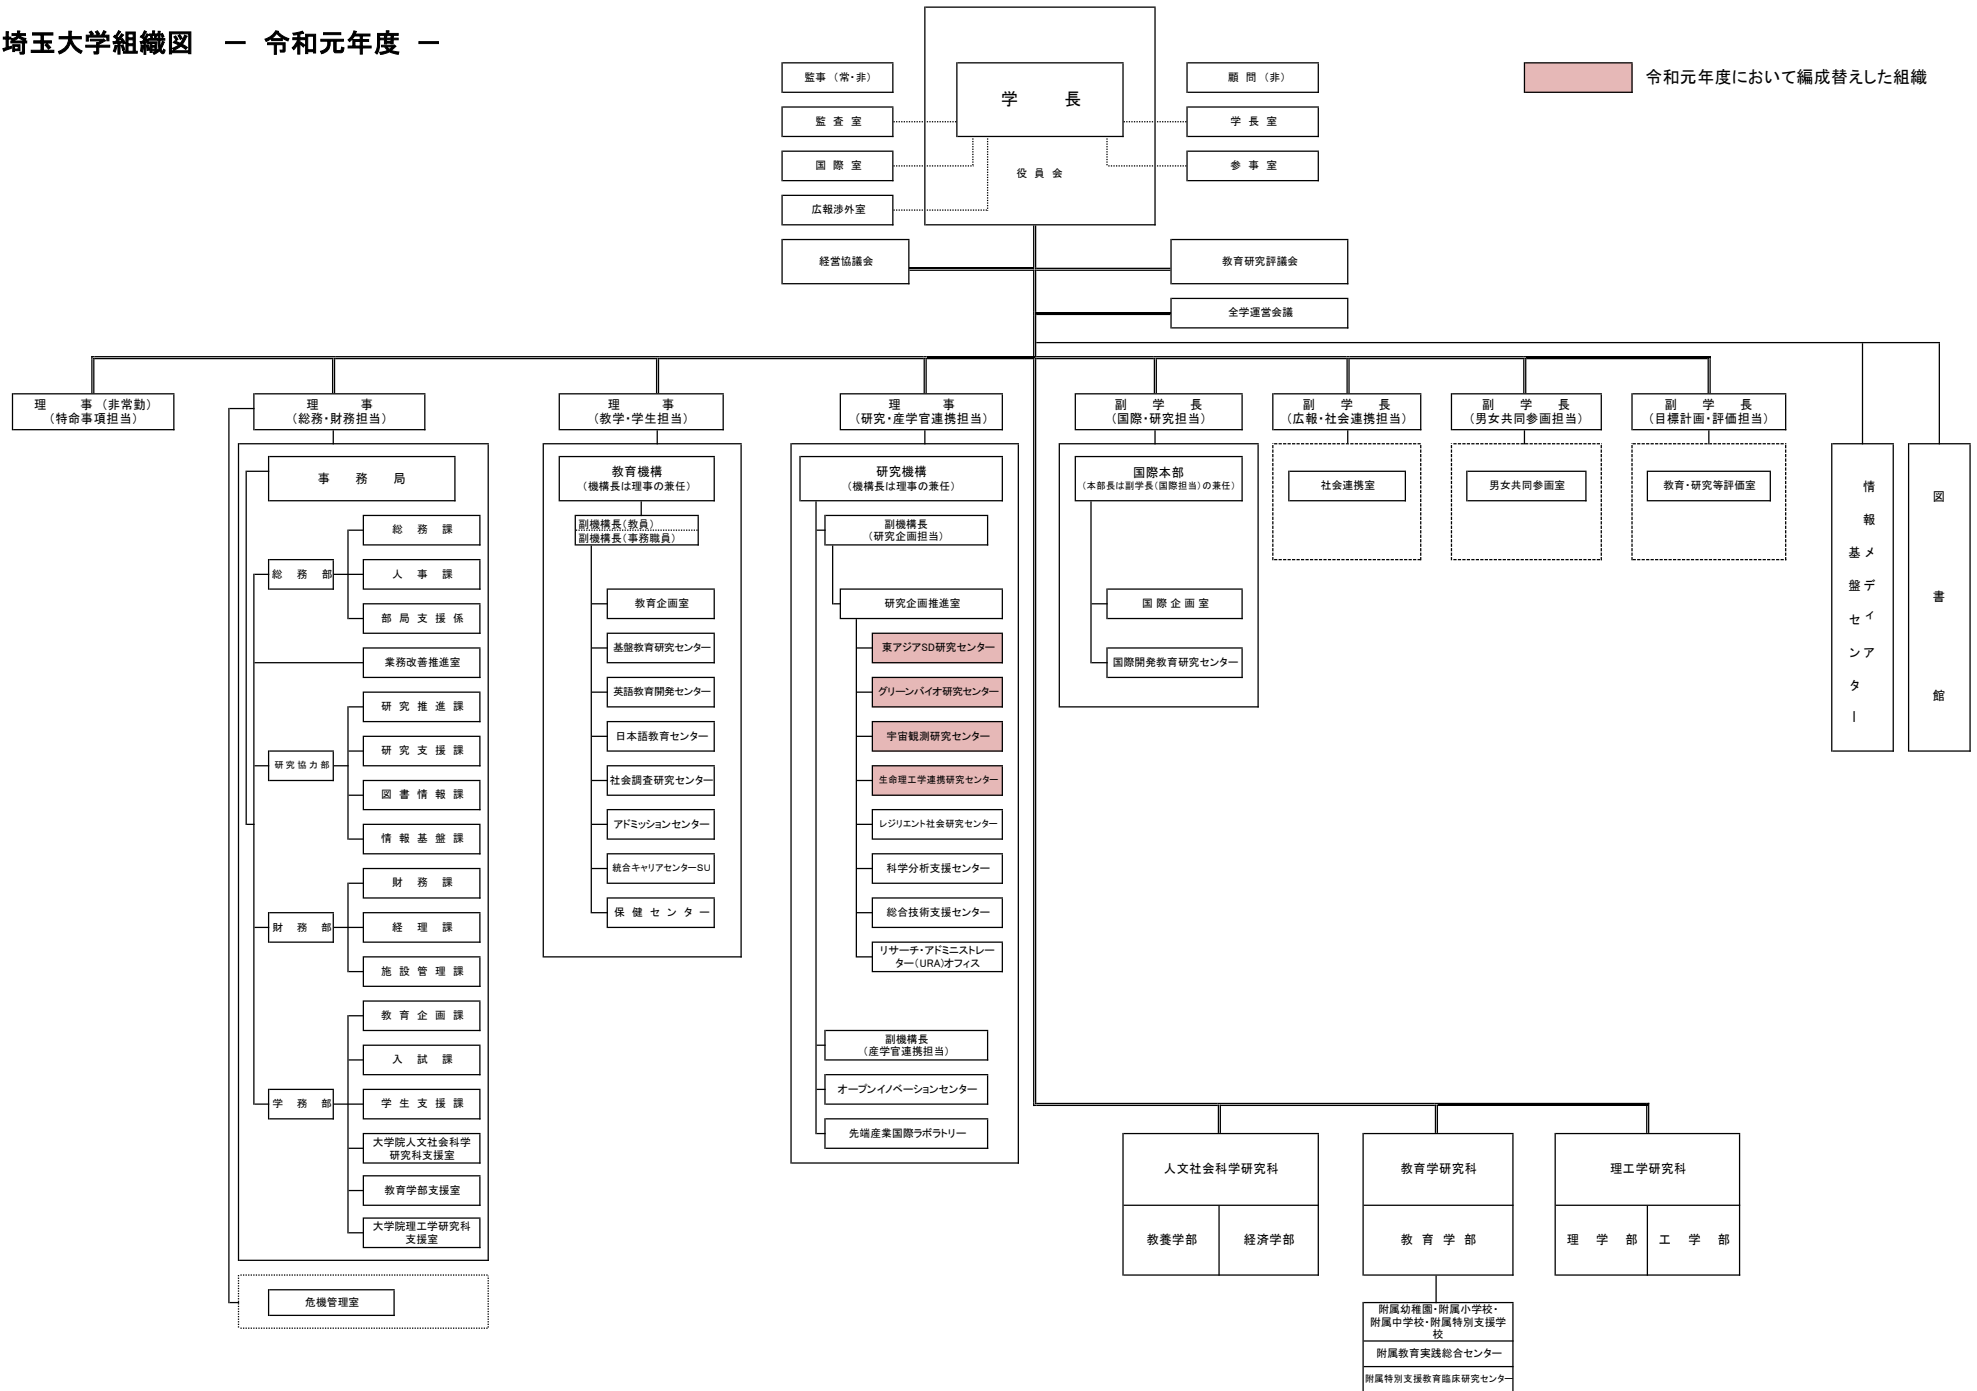 埼玉大学組織図　－　令和元年度　－
令和元年度において編成替えした組織
監事（常・非）
監 査 室
国 際 室
広報渉外室
学　　長
役 員 会
顧 問（非）
学 長 室
参 事 室
経営協議会
教育研究評議会
全学運営会議
理　　事（非常勤）
（特命事項担当）
理　　事
（総務・財務担当）
理　　事
（教学・学生担当）
理　　事
（研究・産学官連携担当）
副　学　長
（国際・研究担当）
副　学　長
（広報・社会連携担当）
副　学　長
（男女共同参画担当）
副　学　長
（目標計画・評価担当）
事　務　局
総　務　部
総　務　課
人　事　課
部 局 支 援 係
業務改善推進室
研究協力部
研 究 推 進 課
研 究 支 援 課
図 書 情 報 課
情 報 基 盤 課
財　務　部
財　務　課
経　理　課
施 設 管 理 課
学　務　部
教 育 企 画 課
入　試　課
学 生 支 援 課
大学院人文社会科学
研究科支援室
教育学部支援室
大学院理工学研究科
支援室
危機管理室
教育機構
（機構長は理事の兼任）
副機構長（教員）
副機構長（事務職員）
教育企画室
基盤教育研究センター
英語教育開発センター
日本語教育センター
社会調査研究センター
アドミッションセンター
統合キャリアセンターSU
保 健 セ ン タ ー
研究機構
（機構長は理事の兼任）
副機構長
（研究企画担当）
研究企画推進室
東アジアSD研究センター
グリーンバイオ研究センター
宇宙観測研究センター
生命理工学連携研究センター
レジリエント社会研究センター
科学分析支援センター
総合技術支援センター
リサーチ・アドミニストレー
ター（URA)オフィス
副機構長
（産学官連携担当）
オープンイノベーションセンター
先端産業国際ラボラトリー
国際本部
（本部長は副学長（国際担当）の兼任）
国 際 企 画 室
国際開発教育研究センター
社会連携室
男女共同参画室
教育・研究等評価室
情報メディア
基盤センター
図書館
人文社会科学研究科
教養学部
経済学部
教育学研究科
教 育 学 部
理工学研究科
理　学　部
工　学　部
附属幼稚園・附属小学校・
附属中学校・附属特別支援学
校
附属教育実践総合センター
附属特別支援教育臨床研究センター